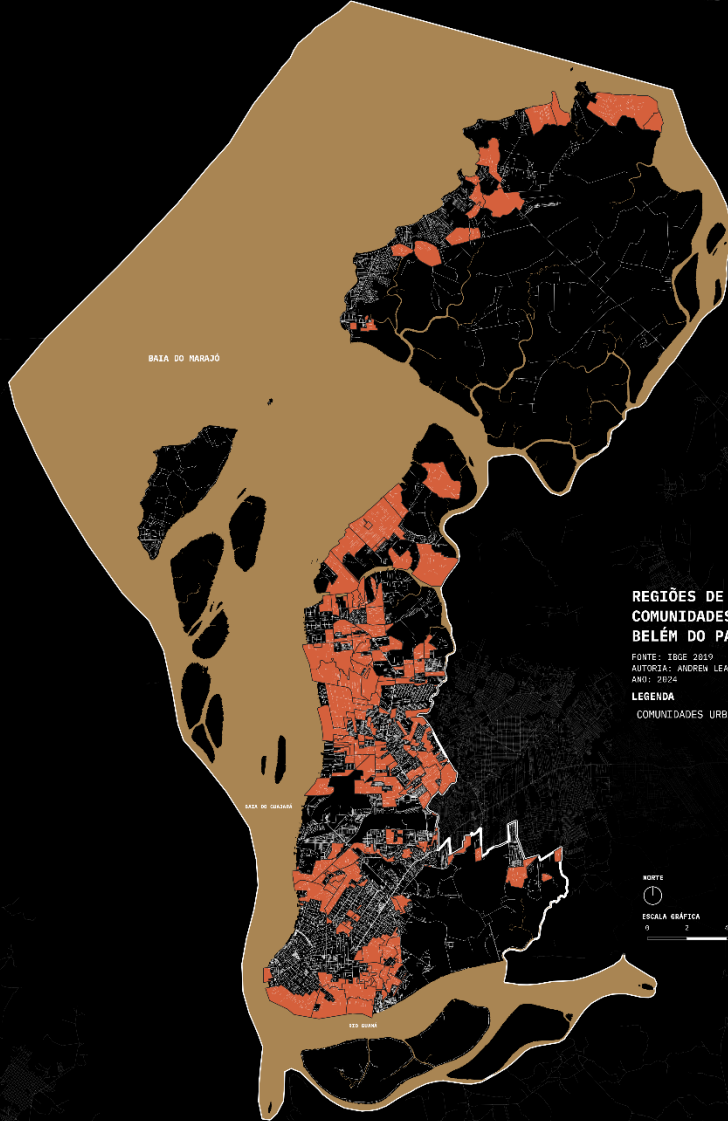 BAIA DO MARAJÓ
REGIÕES DE
COMUNIDADES
BELÉM DO PA
FONTE: IBGE 2019
AUTORIA: ANDREW LEA
ANO: 2024
LEGENDA
COMUNIDADES URB
BAIA DE GUAJARÁ
NORTE
ESCALA GRÁFICA
0 2 4
RIO GUAMÁ